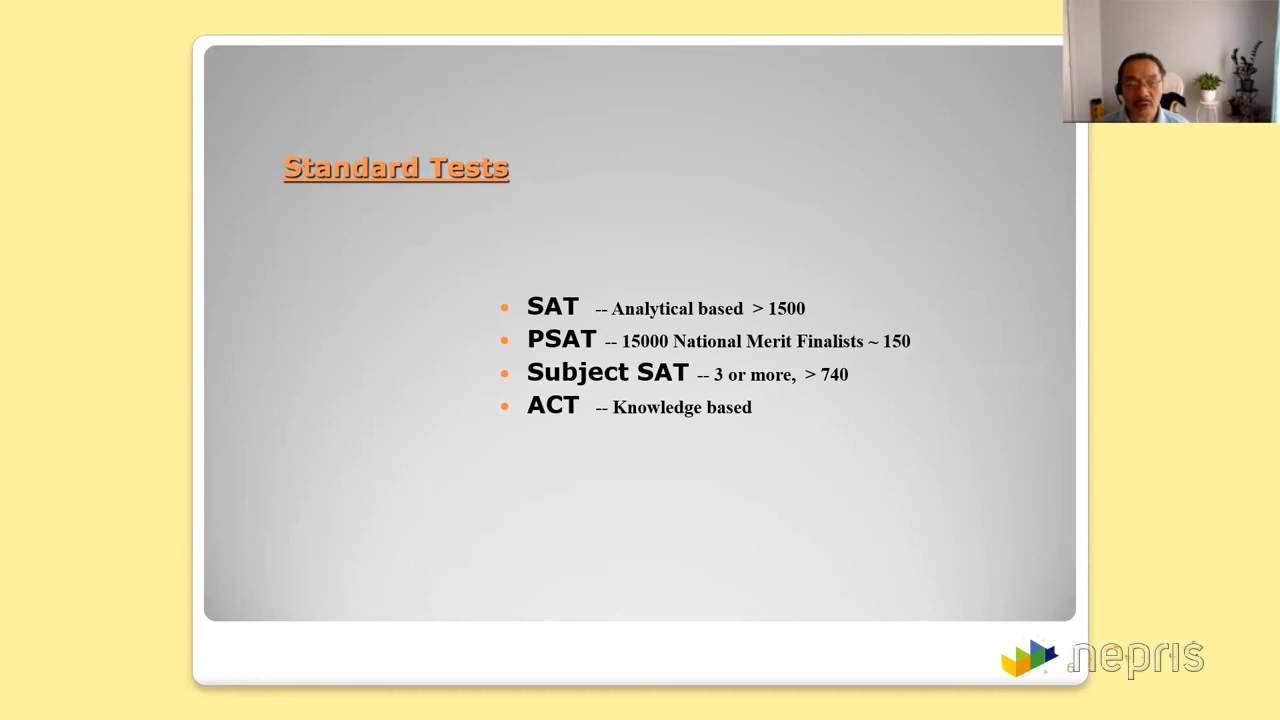 Standard Tests
• SAT -- Analytical based > 1500
• PSAT -- 15000 National Merit Finalists ~ 150
• Subject SAT -- 3 or more, > 740
• ACT -- Knowledge based
6
nepris